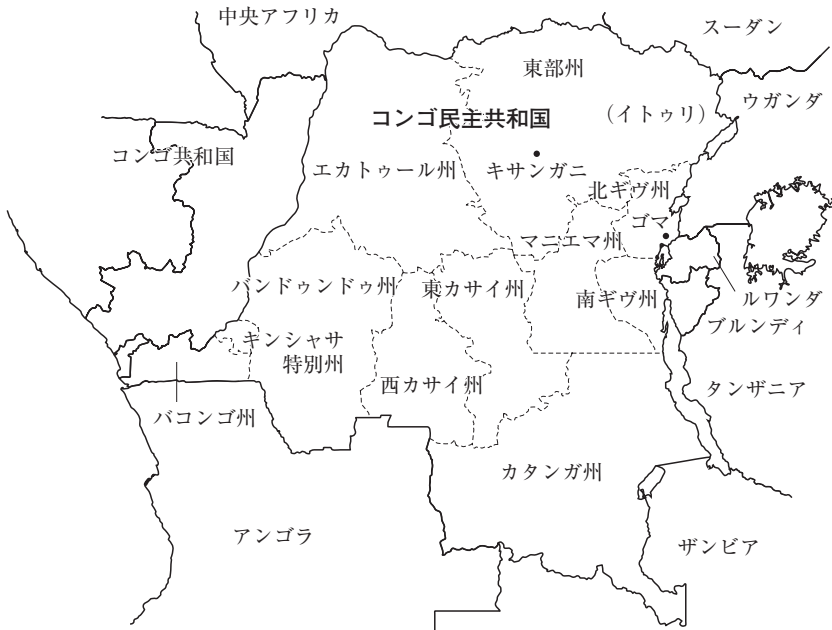 中央アフリカ
スーダン
東部州
ウガンダ
コンゴ民主共和国
(イトゥリ)
コンゴ共和国
エカトゥール州
キサンガニ
北ギヴ州
ゴマ
マニエマ州
バンドゥンドゥ州
東カサイ州
南ギヴ州
ルワンダ
ブルンディ
キンシャサ
特別州
西カサイ州
タンザニア
バコンゴ州
カタンガ州
アンゴラ
ザンビア